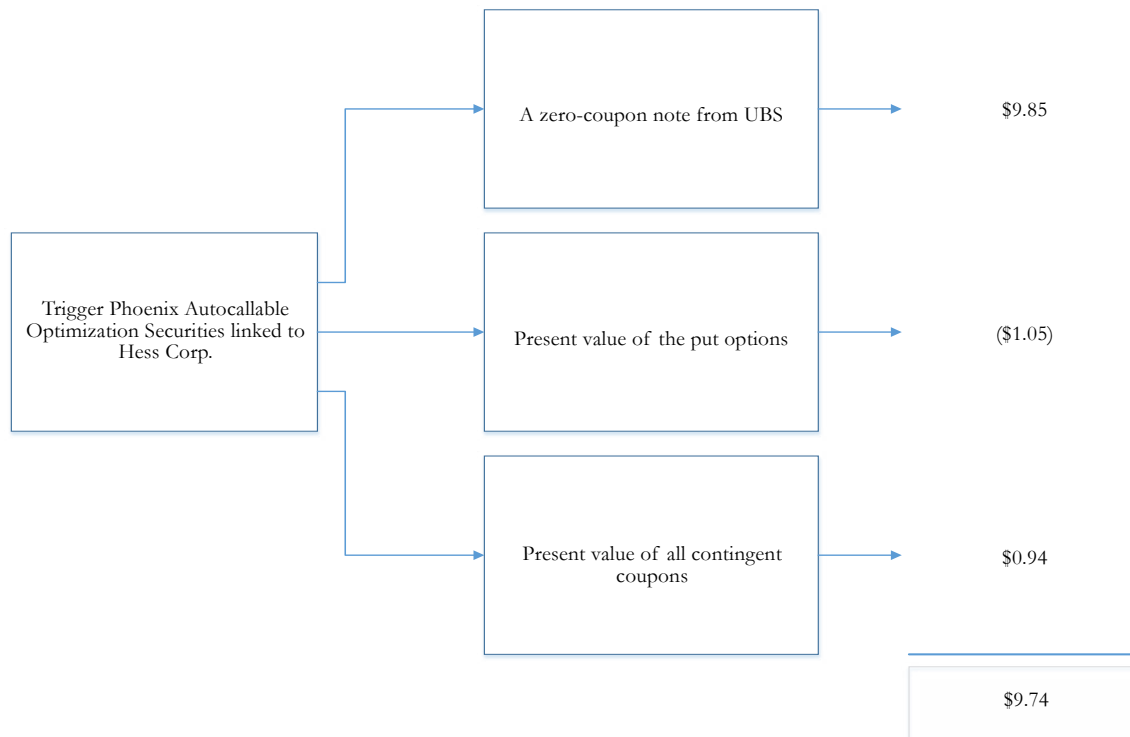 A zero-coupon note from UBS
$9.85
Trigger Phoenix Autocallable
Optimization Securities linked to
Hess Corp.
Present value of the put options
($1.05)
Present value of all contingent
coupons
$0.94
$9.74